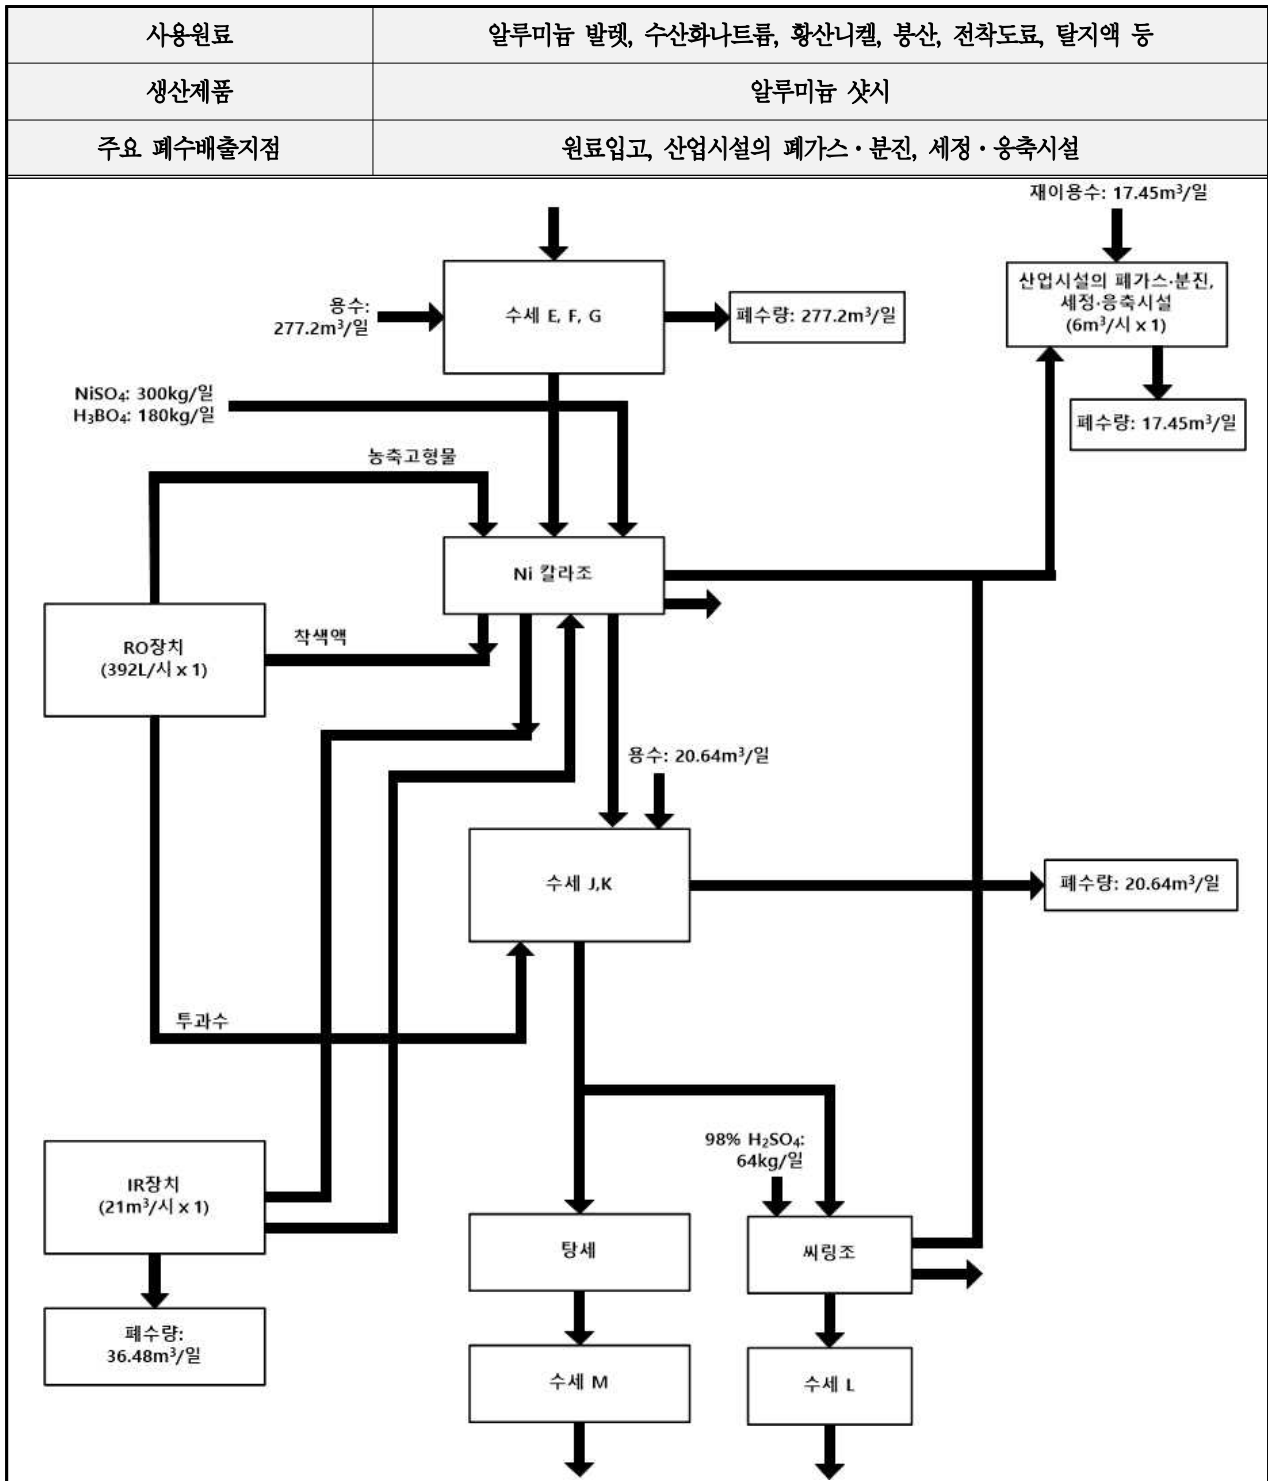 사용원료 알루미늄 발렛, 수산화나트륨, 황산니켈, 붕산, 전착도료, 탈지액 등
생산제품 알루미늄 샷시
주요 폐수배출지점 원료입고, 산업시설의 폐가스·분진, 세정·응축시설
재이용수: 17.45m³/일
산업시설의 폐가스·분진,
세정·응축시설
(6m³/시 x 1)
용수:
277.2m³/일
수세 E, F, G
폐수량: 277.2m³/일
NiSO₄: 300kg/일
H₃BO₄: 180kg/일
폐수량: 17.45m³/일
농축고형물
Ni 칼라조
RO장치
(392L/시 x 1)
착색액
용수: 20.64m³/일
수세 J,K
폐수량: 20.64m³/일
투과수
98% H₂SO₄:
64kg/일
IR장치
(21m³/시 x 1)
탕세
씨링조
폐수량:
36.48m³/일
수세 M
수세 L